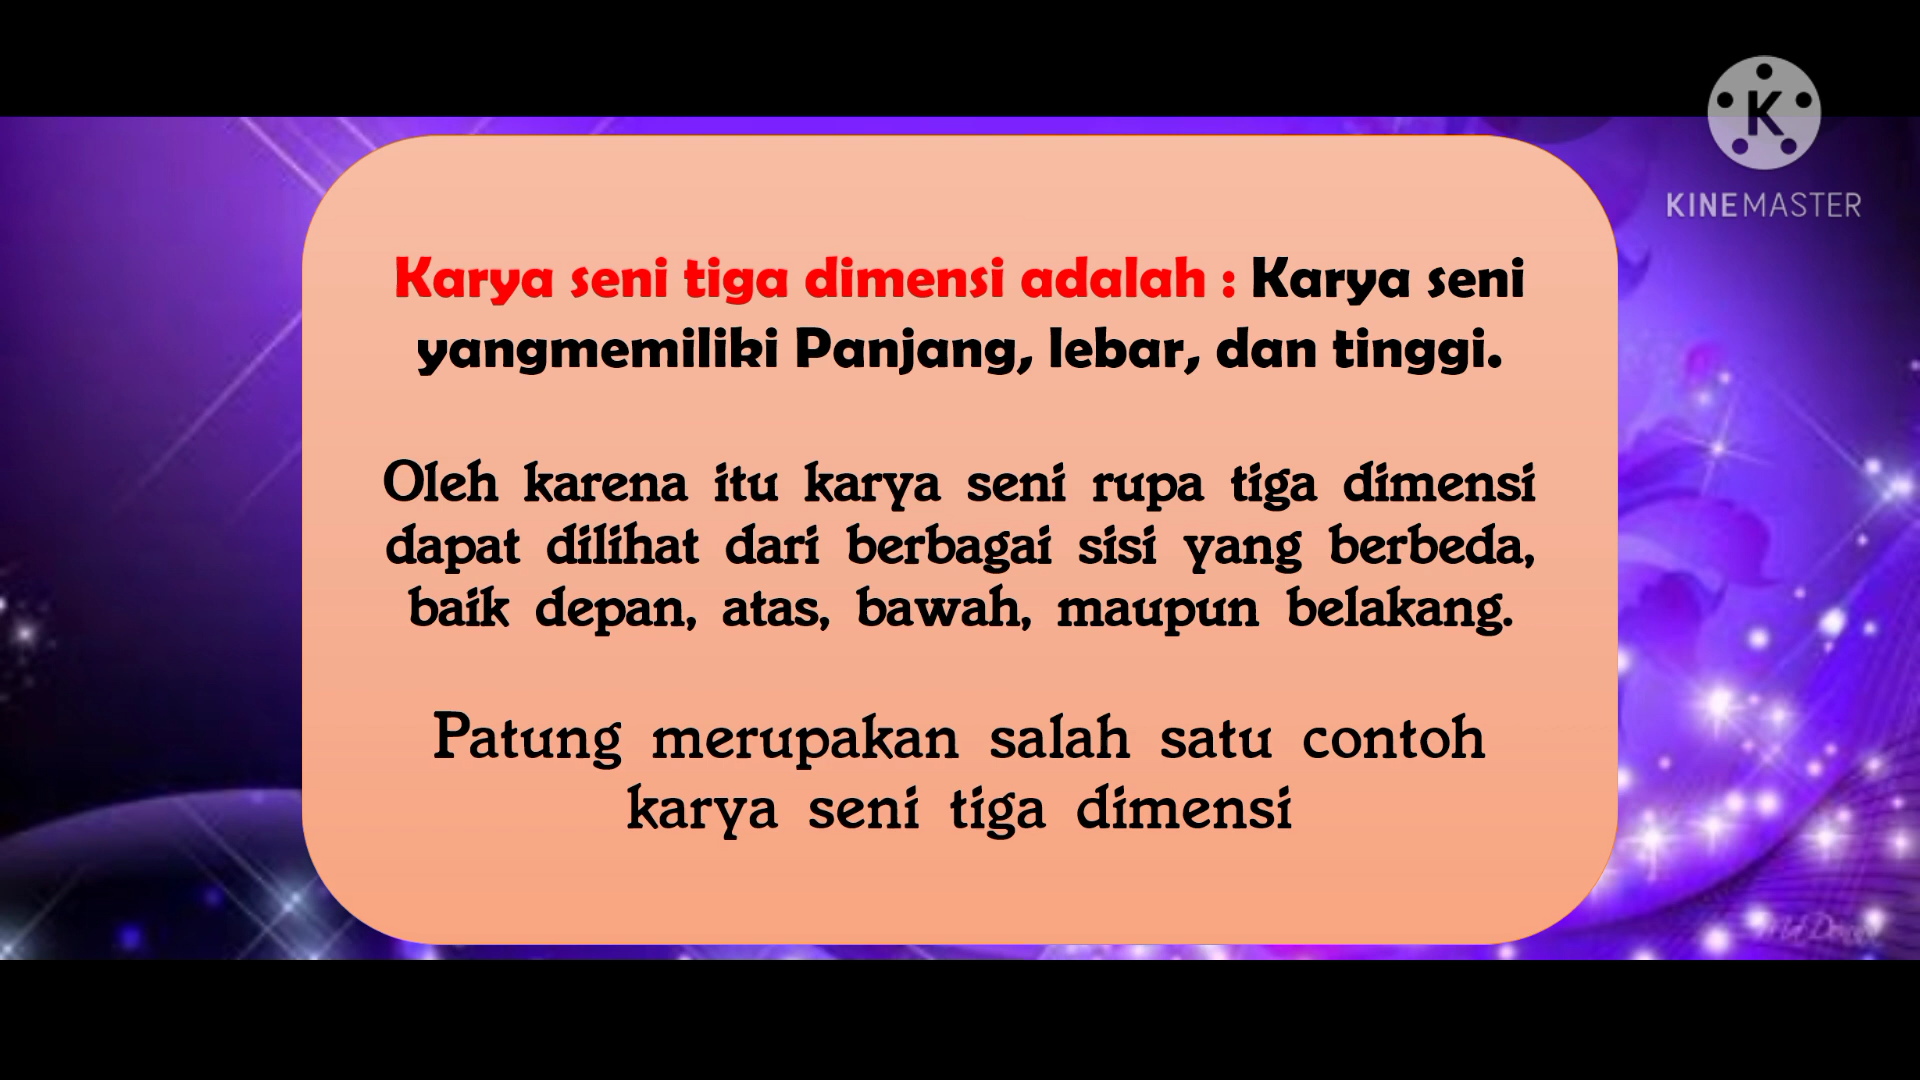 KINEMASTER
Karya seni tiga dimensi adalah : Karya seni
yangmemiliki Panjang, lebar, dan tinggi.
Oleh karena itu karya seni rupa tiga dimensi
dapat dilihat dari berbagai sisi yang berbeda,
baik depan, atas, bawah, maupun belakang.
Patung merupakan salah satu contoh
karya seni tiga dimensi